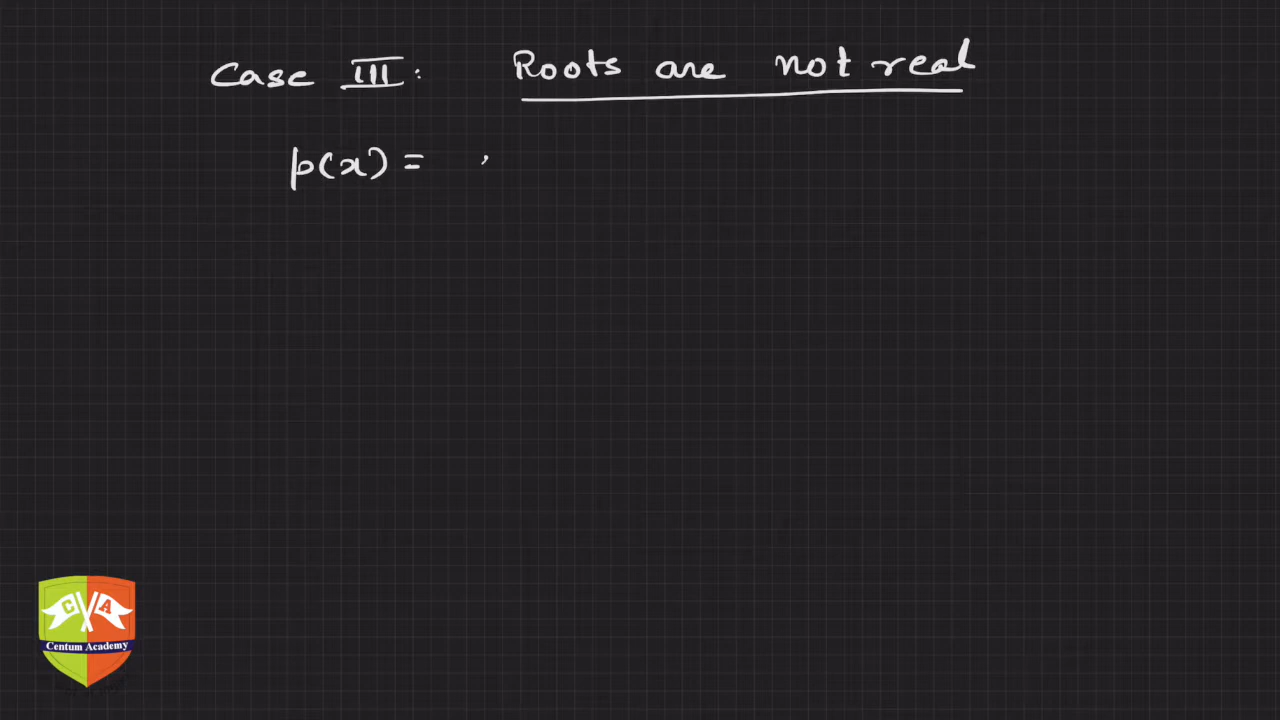 Case III: Roots are not real
p(x) =
C A
Centum Academy